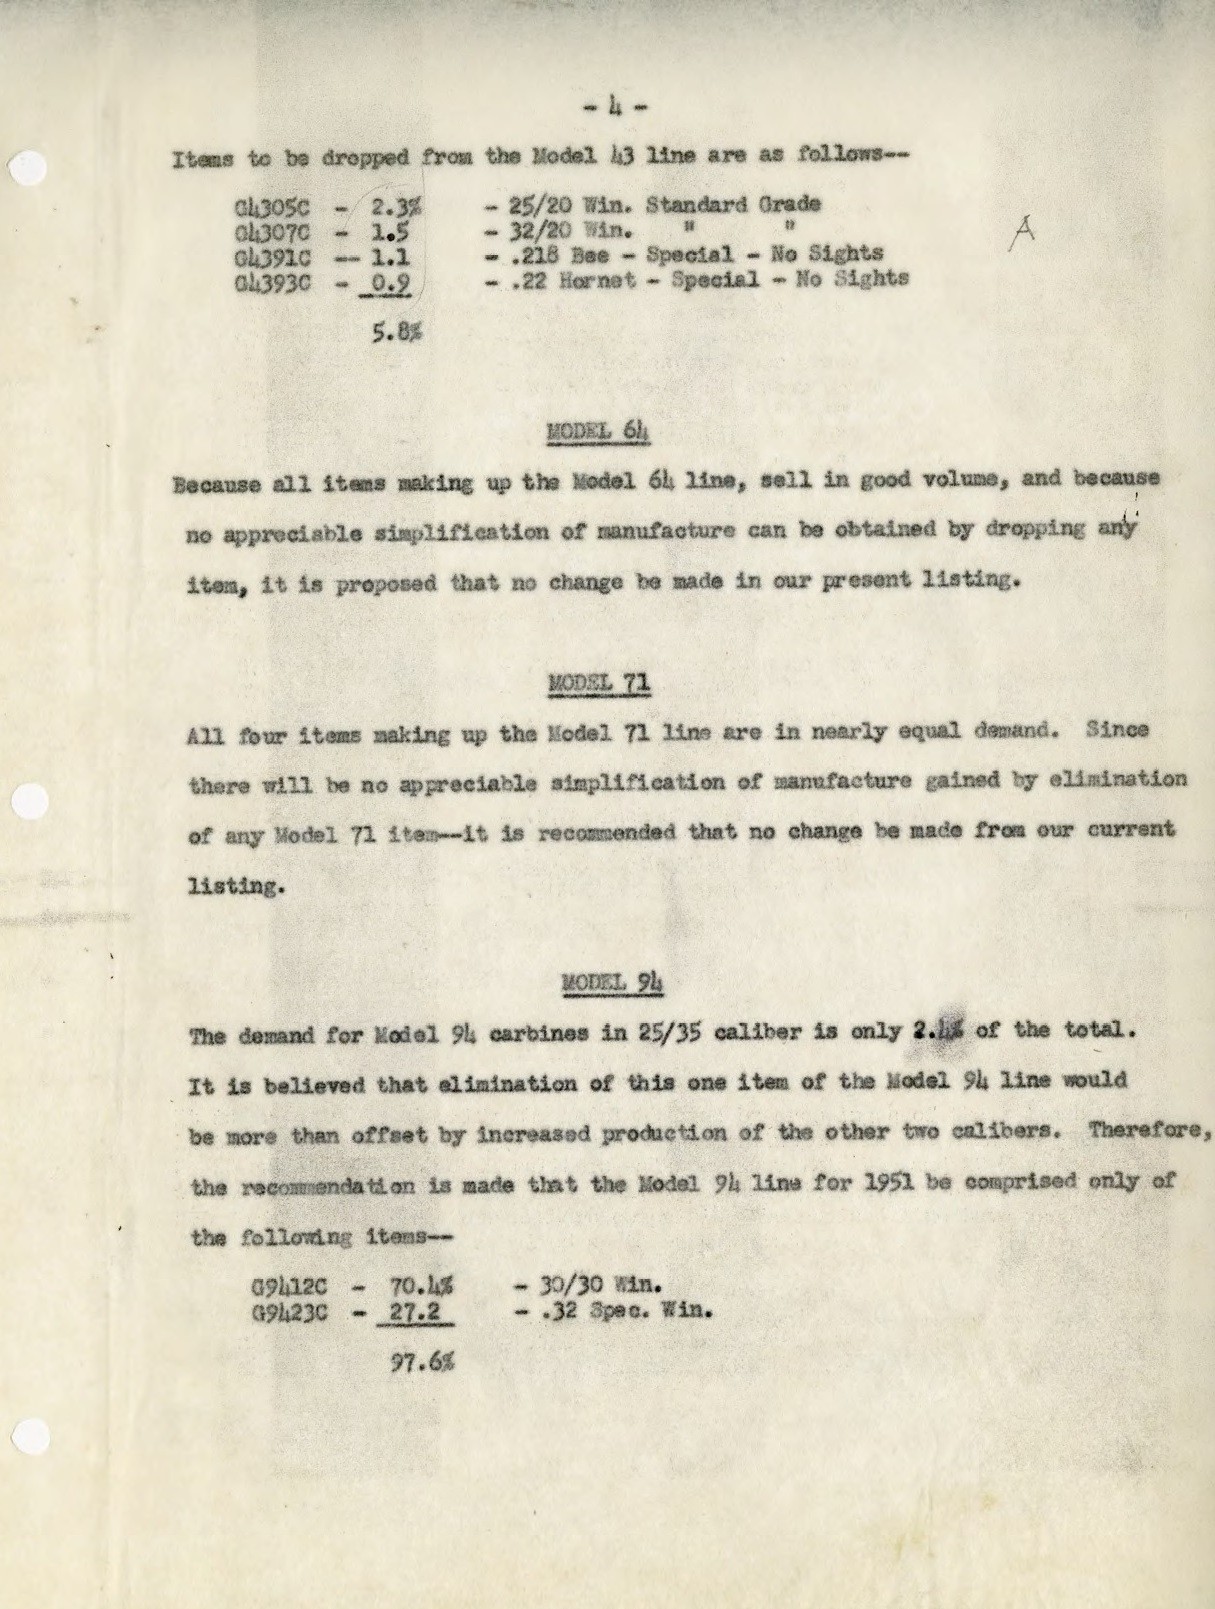 - 4 -
Items to be dropped from the Model 43 line are as follows--
G4305C - 2.3% - 25/20 Win. Standard Grade
G4307C - 1.5 - 32/20 Win. " "
A
G4391C -- 1.1 - .218 Bee - Special - No Sights
G4393C - 0.9 - .22 Hornet - Special - No Sights
5.8%
MODEL 64
Because all items making up the Model 64 line, sell in good volume, and because
no appreciable simplification of manufacture can be obtained by dropping any
item, it is proposed that no change be made in our present listing.
MODEL 71
All four items making up the Model 71 line are in nearly equal demand. Since
there will be no appreciable simplification of manufacture gained by elimination
of any Model 71 item--it is recommended that no change be made from our current
listing.
MODEL 94
The demand for Model 94 carbines in 25/35 caliber is only 2.4% of the total.
It is believed that elimination of this one item of the Model 94 line would
be more than offset by increased production of the other two calibers. Therefore,
the recommendation is made that the Model 94 line for 1951 be comprised only of
the following items--
G9412C - 70.4% - 30/30 Win.
G9423C - 27.2 - .32 Spec. Win.
97.6%